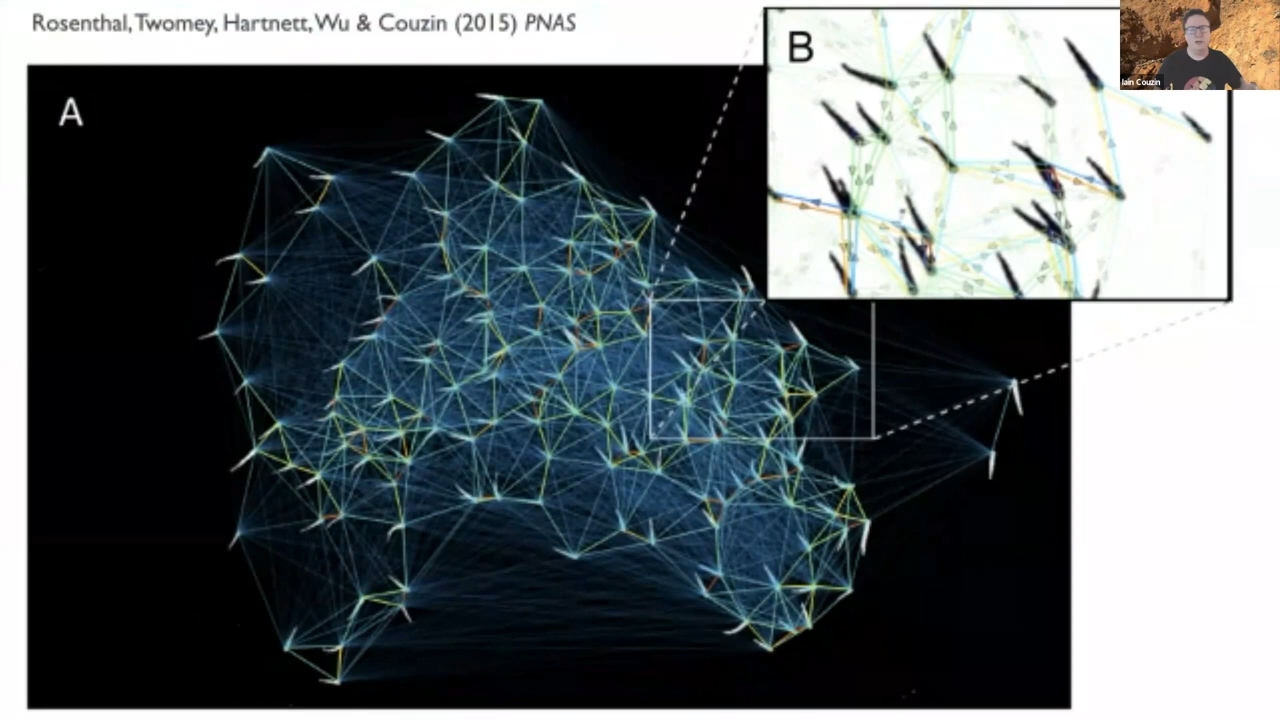 Rosenthal, Twomey, Hartnett, Wu & Couzin (2015) PNAS
A
B
Iain Couzin